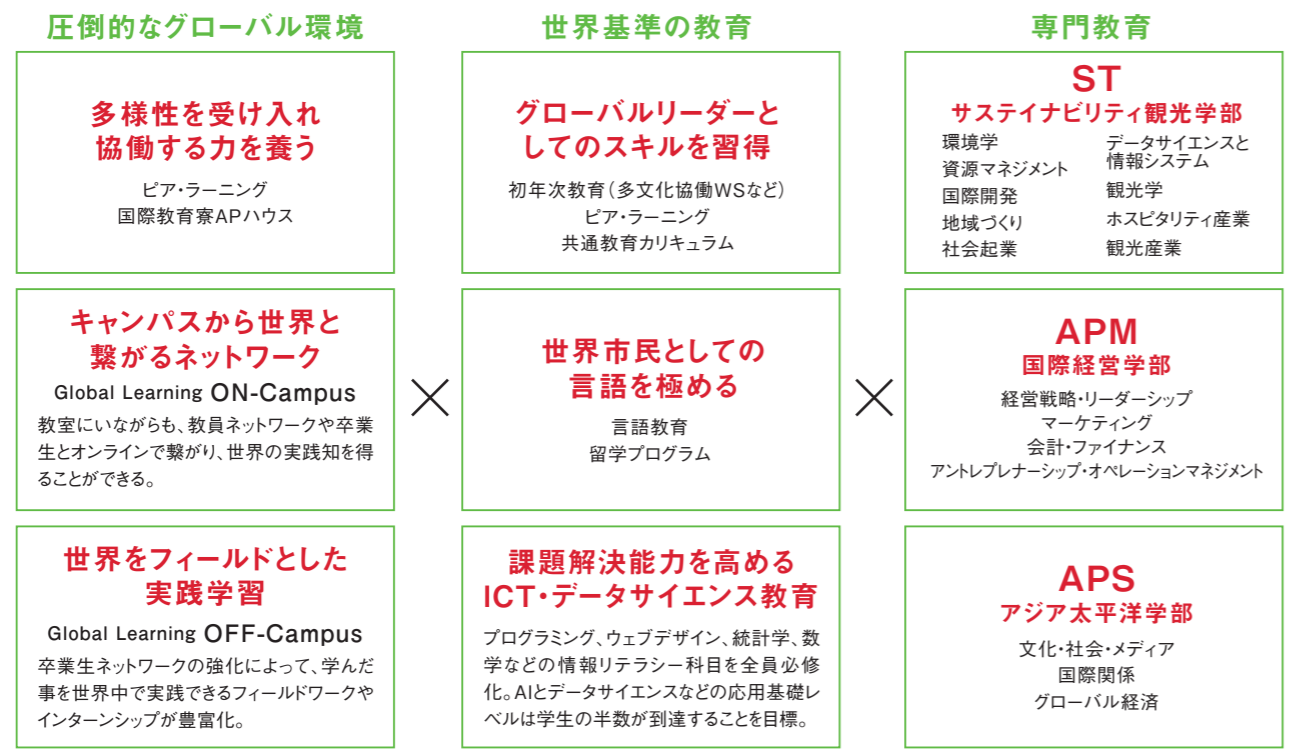 圧倒的なグローバル環境
多様性を受け入れ
協働する力を養う
ピア・ラーニング
国際教育寮APハウス
キャンパスから世界と
繋がるネットワーク
Global Learning ON-Campus
教室にいながらも、教員ネットワークや卒業
生とオンラインで繋がり、世界の実践知を得
ることができる。
世界をフィールドとした
実践学習
Global Learning OFF-Campus
卒業生ネットワークの強化によって、学んだ
事を世界中で実践できるフィールドワークや
インターンシップが豊富化。
×
世界基準の教育
グローバルリーダーと
してのスキルを習得
初年次教育（多文化協働WSなど）
ピア・ラーニング
共通教育カリキュラム
世界市民としての
言語を極める
言語教育
留学プログラム
課題解決能力を高める
ICT・データサイエンス教育
プログラミング、ウェブデザイン、統計学、数
学などの情報リテラシー科目を全員必修
化。AIとデータサイエンスなどの応用基礎レ
ベルは学生の半数が到達することを目標。
×
専門教育
ST
サステイナビリティ観光学部
環境学
資源マネジメント
国際開発
地域づくり
社会起業
データサイエンスと
情報システム
観光学
ホスピタリティ産業
観光産業
APM
国際経営学部
経営戦略・リーダーシップ
マーケティング
会計・ファイナンス
アントレプレナーシップ・オペレーションマネジメント
APS
アジア太平洋学部
文化・社会・メディア
国際関係
グローバル経済